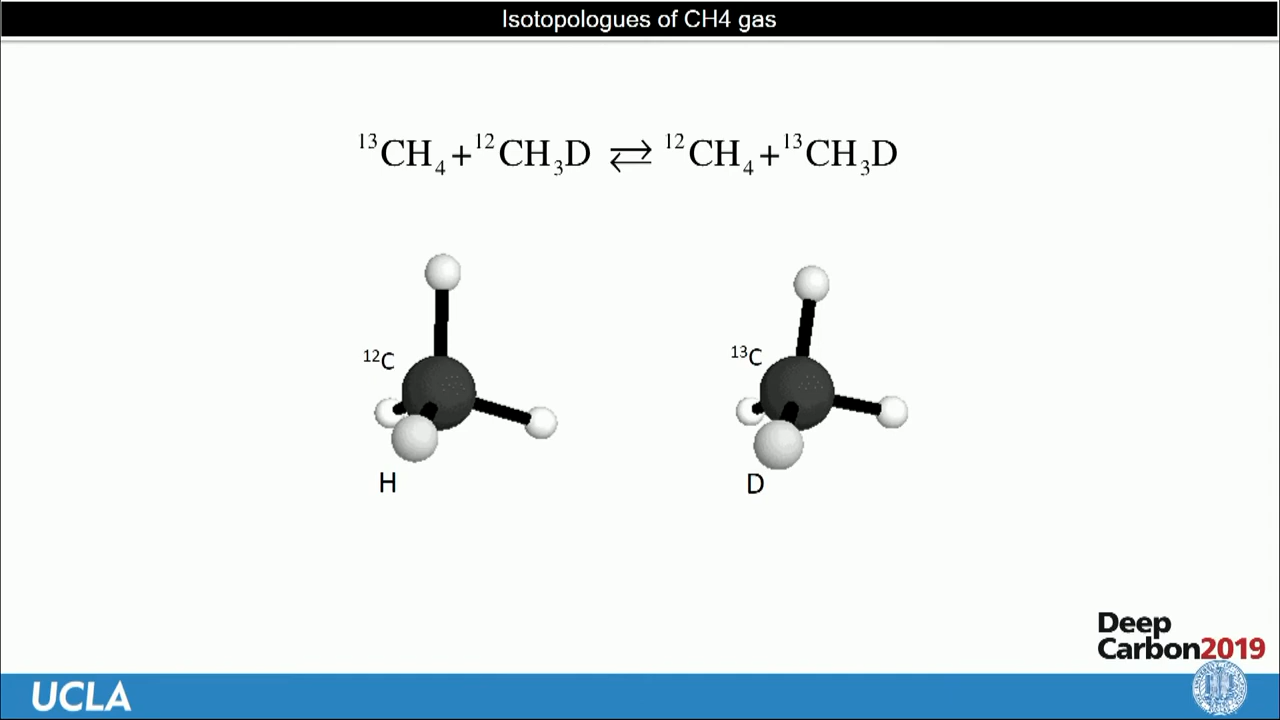 Isotopologues of CH4 gas
¹³CH₄+¹²CH₃D ⇄ ¹²CH₄+¹³CH₃D
¹²C
¹³C
H
D
Deep
Carbon2019
UCLA